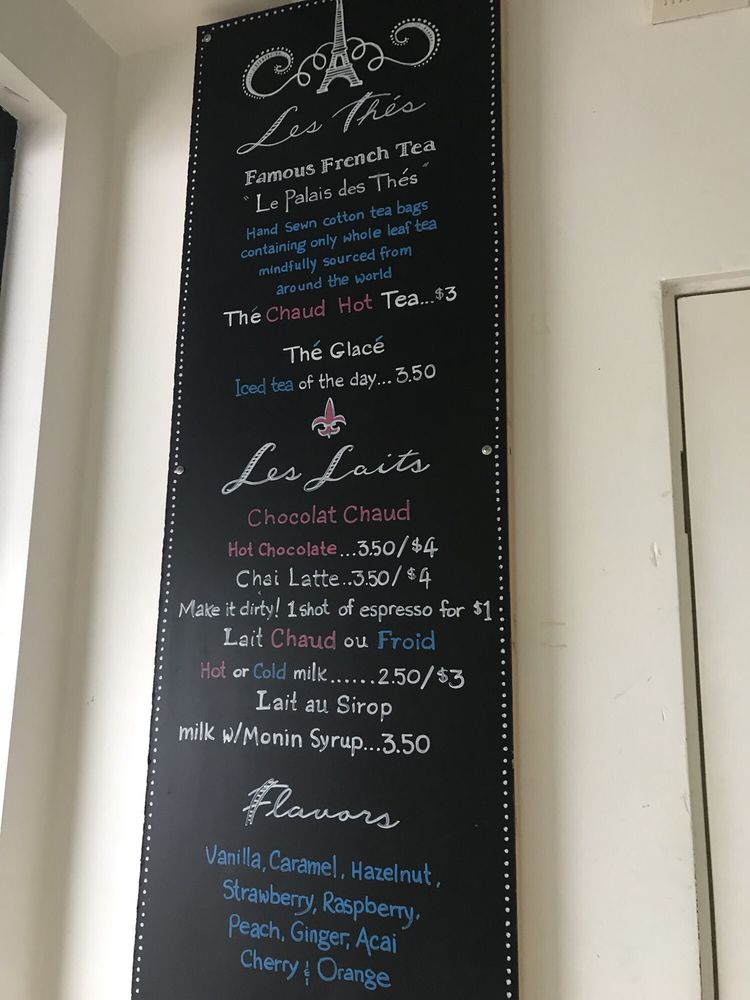 Les Thés
Famous French Tea
"Le Palais des Thés"
Hand Sewn cotton tea bags
containing only whole leaf tea
mindfully sourced from
around the world
Thé Chaud Hot Tea...$3
Thé Glacé
Iced tea of the day... 3.50
Les Laits
Chocolat Chaud
Hot Chocolate...3.50/$4
Chai Latte..3.50/$4
Make it dirty! 1 shot of espresso for $1
Lait Chaud ou Froid
Hot or Cold milk......2.50/$3
Lait au Sirop
milk w/Monin Syrup...3.50
Flavors
Vanilla, Caramel, Hazelnut,
Strawberry, Raspberry,
Peach, Ginger, Acai
Cherry & Orange